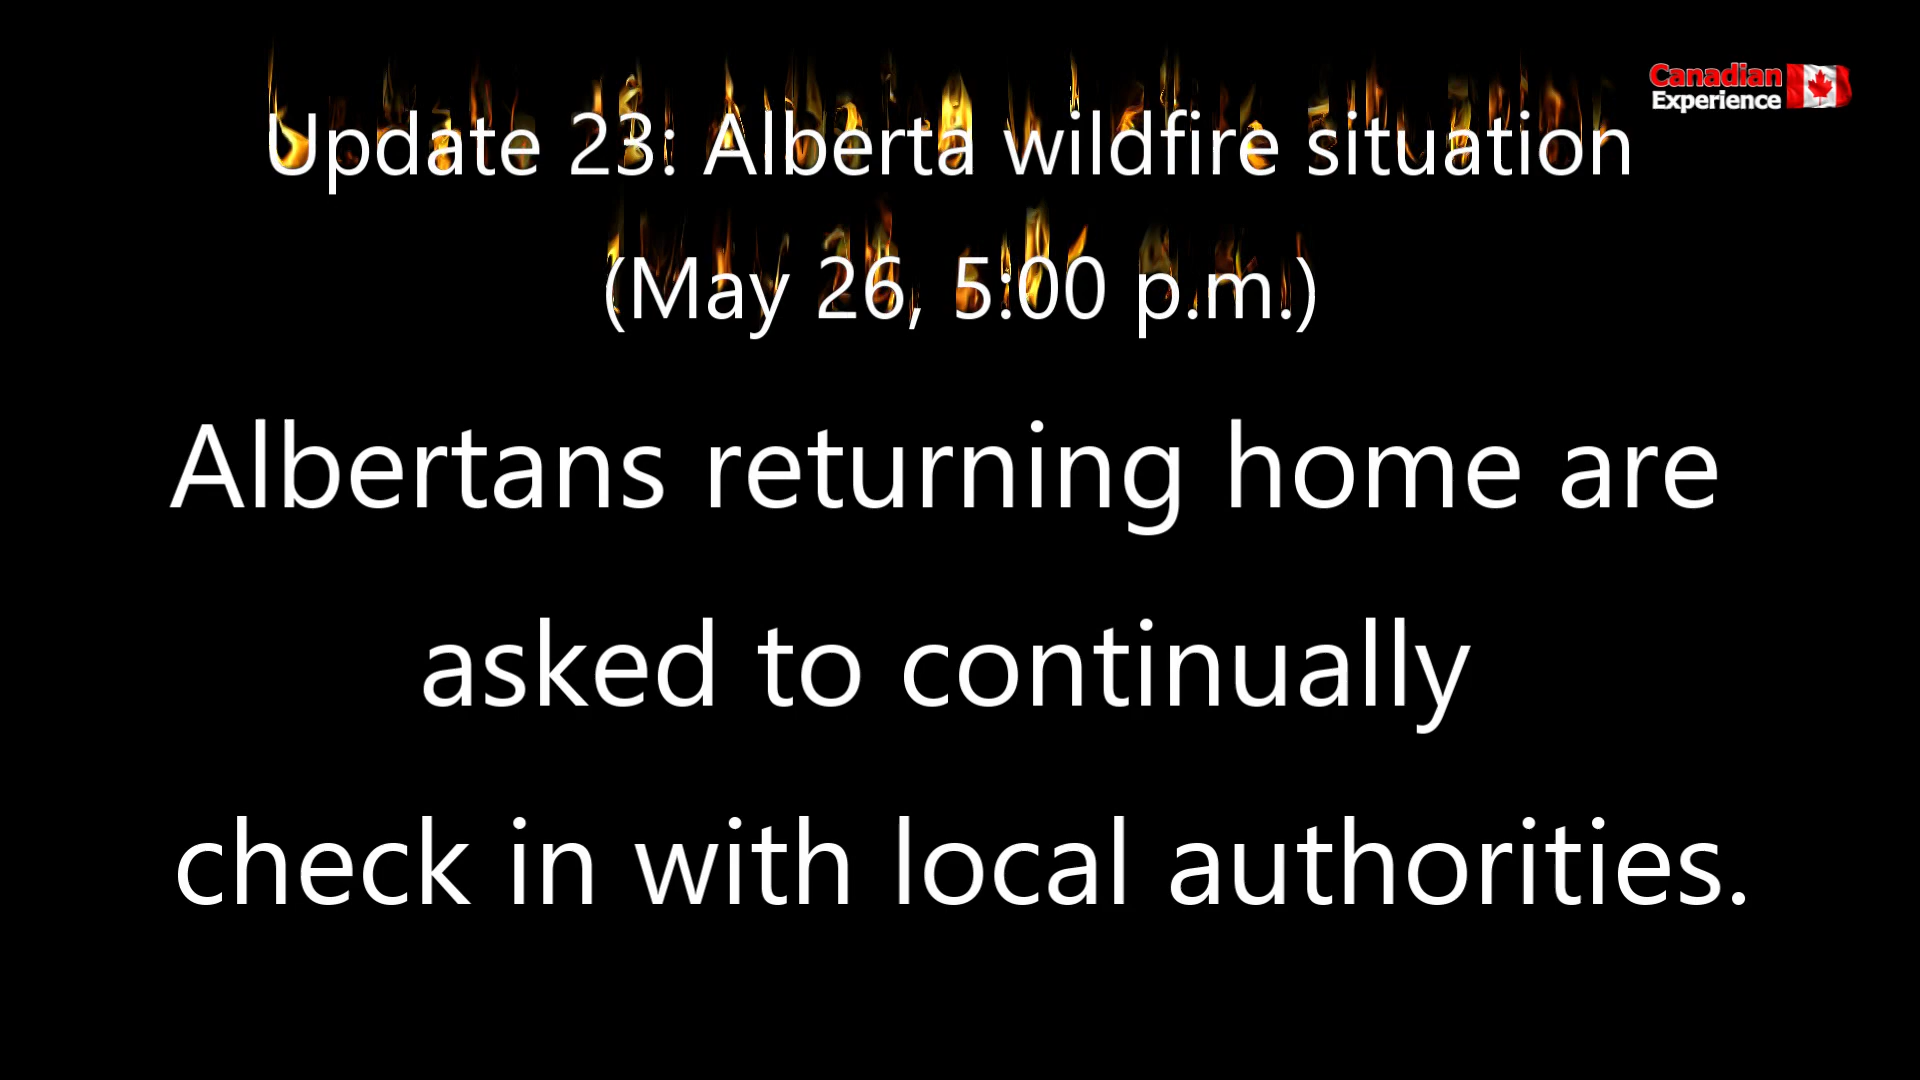 Canadian
Experience
Update 23: Alberta wildfire situation
(May 26, 5:00 p.m.)
Albertans returning home are
asked to continually
check in with local authorities.